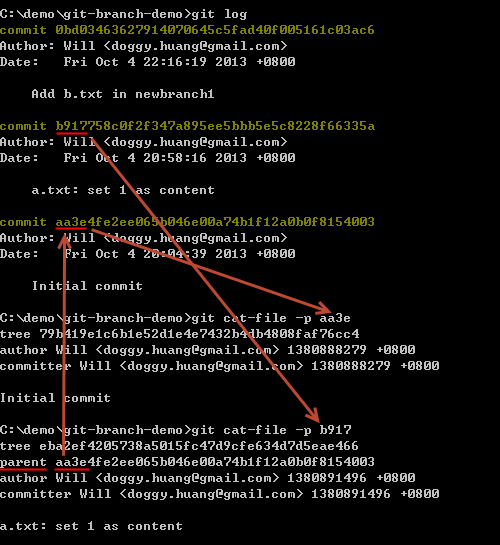 C:\demo\git-branch-demo>git log
commit 0bd03463627914070645c5fad40f005161c03ac6
Author: Will <doggy.huang@gmail.com>
Date:   Fri Oct 4 22:16:19 2013 +0800
Add b.txt in newbranch1
commit b917758c0f2f347a895ee5bbb5e5c8228f66335a
Author: Will <doggy.huang@gmail.com>
Date:   Fri Oct 4 20:58:16 2013 +0800
a.txt: set 1 as content
commit aa3e4fe2ee065b046e00a74b1f12a0b0f8154003
Author: Will <doggy.huang@gmail.com>
Date:   Fri Oct 4 20:04:39 2013 +0800
Initial commit
C:\demo\git-branch-demo>git cat-file -p aa3e
tree 79b419e1c6b1e52d1e4e7432b4db4808faf76cc4
author Will <doggy.huang@gmail.com> 1380888279 +0800
committer Will <doggy.huang@gmail.com> 1380888279 +0800
Initial commit
C:\demo\git-branch-demo>git cat-file -p b917
tree eba2ef4205738a5015fc47d9cfe634d7d5eae466
parent aa3e4fe2ee065b046e00a74b1f12a0b0f8154003
author Will <doggy.huang@gmail.com> 1380891496 +0800
committer Will <doggy.huang@gmail.com> 1380891496 +0800
a.txt: set 1 as content